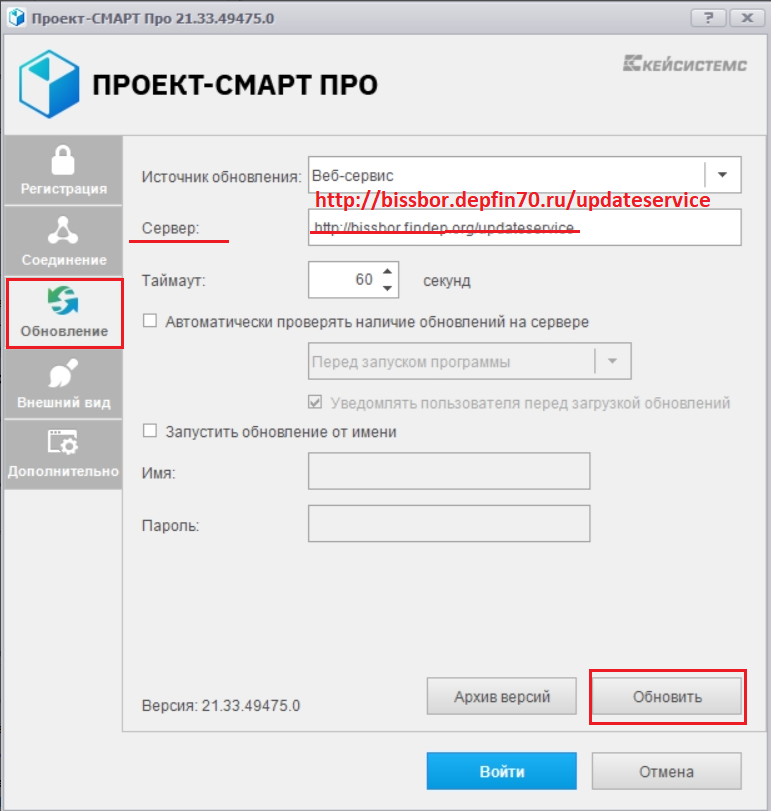 Проект-СМАРТ Про 21.33.49475.0
?
КЕЙСИСТЕМС
ПРОЕКТ-СМАРТ ПРО
Регистрация
Соединение
Обновление
Внешний вид
Дополнительно
Источник обновления: Веб-сервис
http://bissbor.depfin70.ru/updateservice
Сервер: http://bissbor.findep.org/updateservice
Таймаут: 60 секунд
Автоматически проверять наличие обновлений на сервере
Перед запуском программы
Уведомлять пользователя перед загрузкой обновлений
Запустить обновление от имени
Имя:
Пароль:
Версия: 21.33.49475.0
Архив версий
Обновить
Войти
Отмена